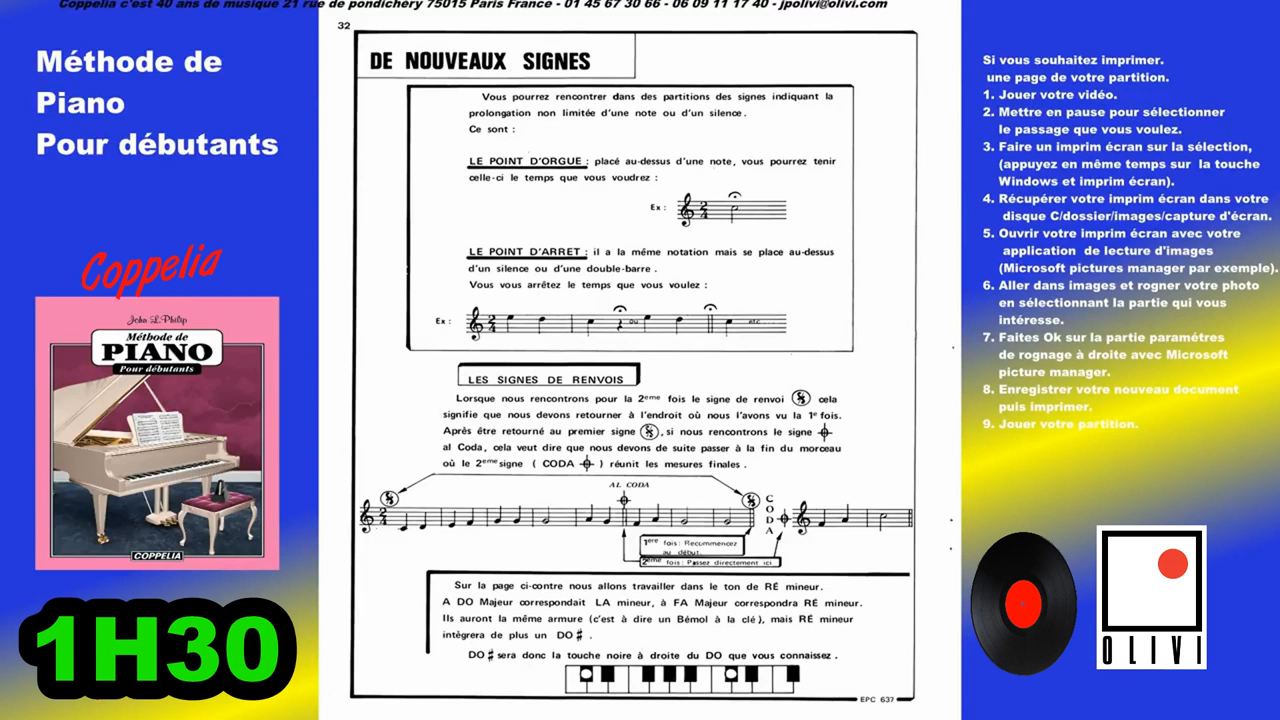 Coppelia c'est 40 ans de musique 21 rue de pondichéry 75015 Paris France - 01 45 67 30 66 - 06 09 11 17 40 - jpolivi@olivi.com
Méthode de
Piano
Pour débutants
Coppelia
John L. Philip
Méthode de
PIANO
Pour débutants
COPPELIA
1H30
32
DE NOUVEAUX SIGNES
Vous pourrez rencontrer dans des partitions des signes indiquant la
prolongation non limitée d'une note ou d'un silence.
Ce sont :
LE POINT D'ORGUE : placé au-dessus d'une note, vous pourrez tenir
celle-ci le temps que vous voudrez :
Ex :
LE POINT D'ARRET : il a la même notation mais se place au-dessus
d'un silence ou d'une double-barre .
Vous vous arrêtez le temps que vous voulez :
Ex : ou etc...
LES SIGNES DE RENVOIS
Lorsque nous rencontrons pour la 2eme fois le signe de renvoi cela
signifie que nous devons retourner à l'endroit où nous l'avons vu la 1e fois.
Après être retourné au premier signe , si nous rencontrons le signe
al Coda, cela veut dire que nous devons de suite passer à la fin du morceau
où le 2eme signe ( CODA ) réunit les mesures finales .
AL CODA
CODA
1ere fois : Recommencez
au début.
2eme fois : Passez directement ici
Sur la page ci-contre nous allons travailler dans le ton de RÉ mineur.
A DO Majeur correspondait LA mineur, à FA Majeur correspondra RÉ mineur.
Ils auront la même armure (c'est à dire un Bémol à la clé), mais RÉ mineur
intègrera de plus un DO♯ .
DO♯ sera donc la touche noire à droite du DO que vous connaissez .
EPC 637
Si vous souhaitez imprimer.
une page de votre partition.
1. Jouer votre vidéo.
2. Mettre en pause pour sélectionner
le passage que vous voulez.
3. Faire un imprim écran sur la sélection,
(appuyez en même temps sur la touche
Windows et imprim écran).
4. Récupérer votre imprim écran dans votre
disque C/dossier/images/capture d'écran.
5. Ouvrir votre imprim écran avec votre
application de lecture d'images
(Microsoft pictures manager par exemple).
6. Aller dans images et rogner votre photo
en sélectionnant la partie qui vous
intéresse.
7. Faites Ok sur la partie paramétres
de rognage à droite avec Microsoft
picture manager.
8. Enregistrer votre nouveau document
puis imprimer.
9. Jouer votre partition.
OLIVI